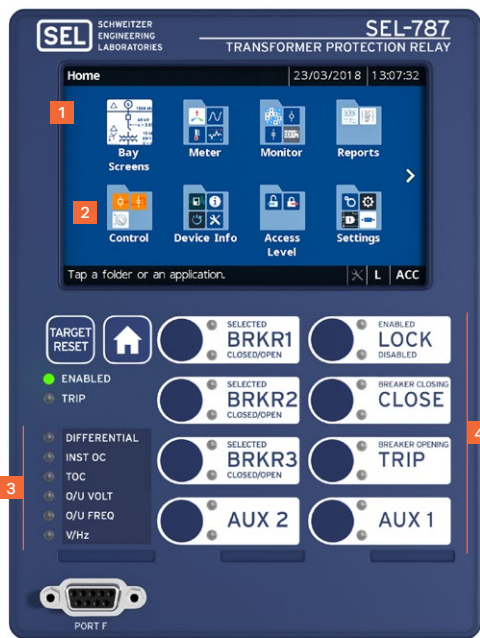 SEL SCHWEITZER
ENGINEERING
LABORATORIES
SEL-787
TRANSFORMER PROTECTION RELAY
Home 23/03/2018 13:07:32
1
Bay
Screens
Meter
Monitor
Reports
2
Control
Device Info
Access
Level
Settings
Tap a folder or an application. L ACC
TARGET
RESET
ENABLED
TRIP
3
DIFFERENTIAL
INST OC
TOC
O/U VOLT
O/U FREQ
V/Hz
SELECTED
BRKR1
CLOSED/OPEN
ENABLED
LOCK
DISABLED
SELECTED
BRKR2
CLOSED/OPEN
BREAKER CLOSING
CLOSE
SELECTED
BRKR3
CLOSED/OPEN
BREAKER OPENING
TRIP
4
AUX 2
AUX 1
PORT F